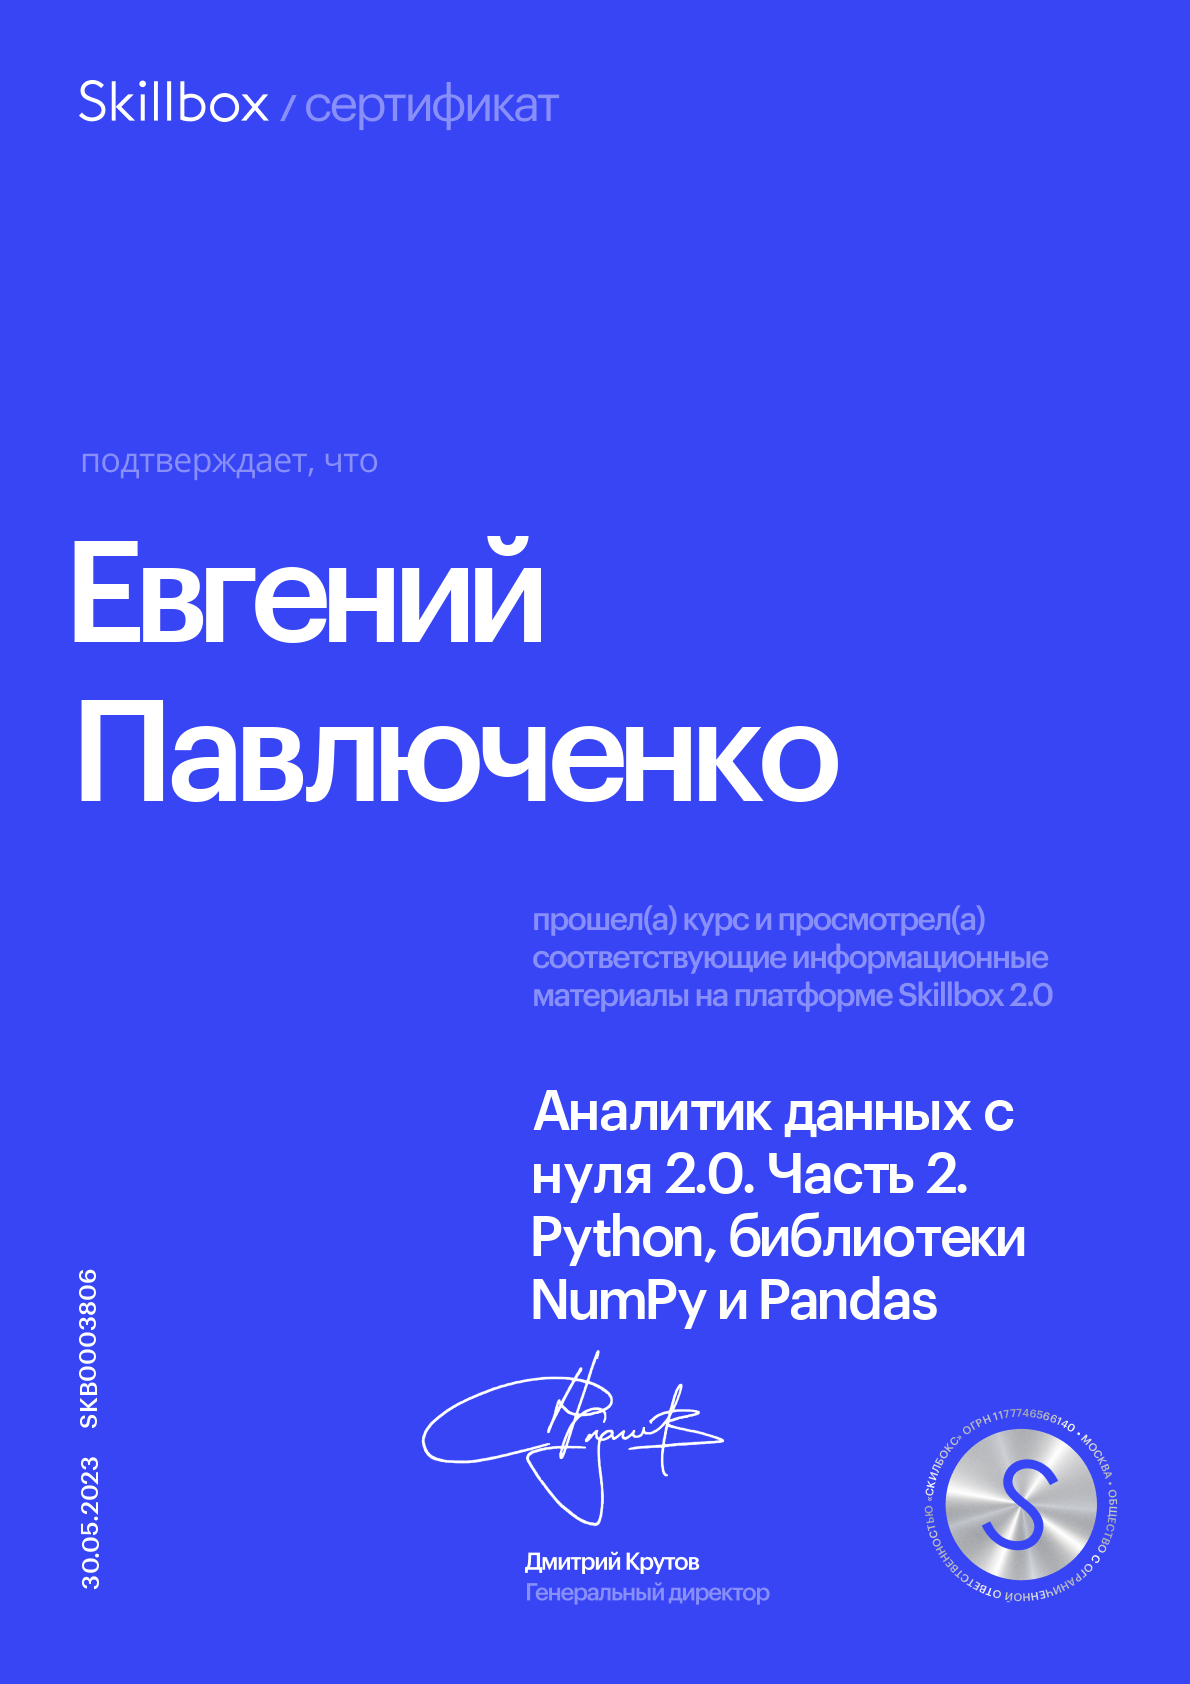 Skillbox / сертификат
подтверждает, что
Евгений
Павлюченко
прошел(а) курс и просмотрел(а)
соответствующие информационные
материалы на платформе Skillbox 2.0
Аналитик данных с
нуля 2.0. Часть 2.
Python, библиотеки
NumPy и Pandas
30.05.2023 SKB0003806
Дмитрий Крутов
Генеральный директор
ОБЩЕСТВО С ОГРАНИЧЕННОЙ ОТВЕТСТВЕННОСТЬЮ «СКИЛБОКС» ОГРН 1177746566140 • МОСКВА •